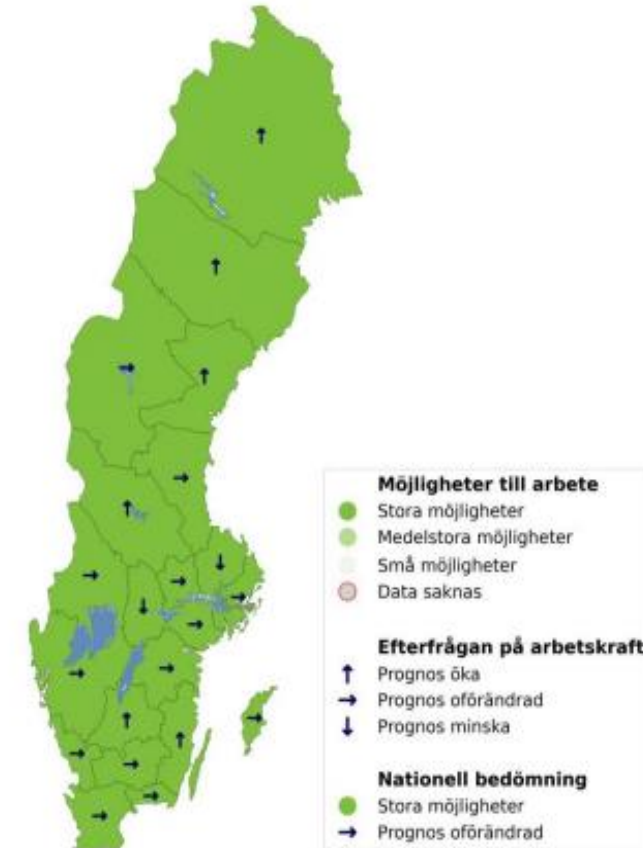 Möjligheter till arbete
Stora möjligheter
Medelstora möjligheter
Små möjligheter
Data saknas
Efterfrågan på arbetskraft
Prognos öka
Prognos oförändrad
Prognos minska
Nationell bedömning
Stora möjligheter
Prognos oförändrad